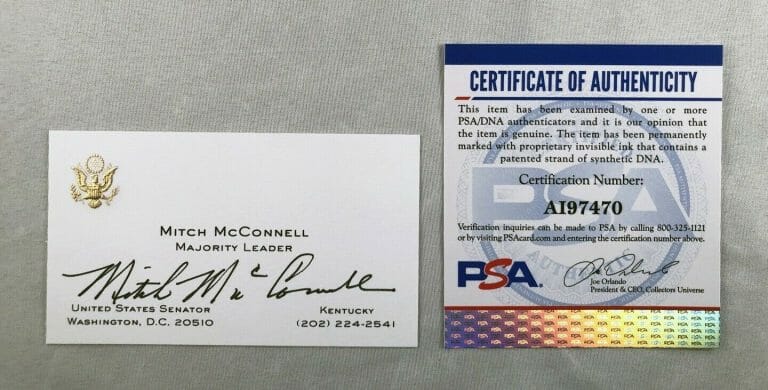 MITCH MCCONNELL
MAJORITY LEADER
Mitch McConnell
UNITED STATES SENATOR
WASHINGTON, D.C. 20510
KENTUCKY
(202) 224-2541
CERTIFICATE OF AUTHENTICITY
This item has been examined by one or more
PSA/DNA authenticators and it is our opinion that
the item is genuine. The item has been permanently
marked with proprietary invisible ink that contains a
patented strand of synthetic DNA.
Certification Number:
AI97470
Verification inquiries can be made to PSA by calling 800-325-1121
or by visiting PSAcard.com and entering the certification number above.
PSA
Joe Orlando
President & CEO, Collectors Universe